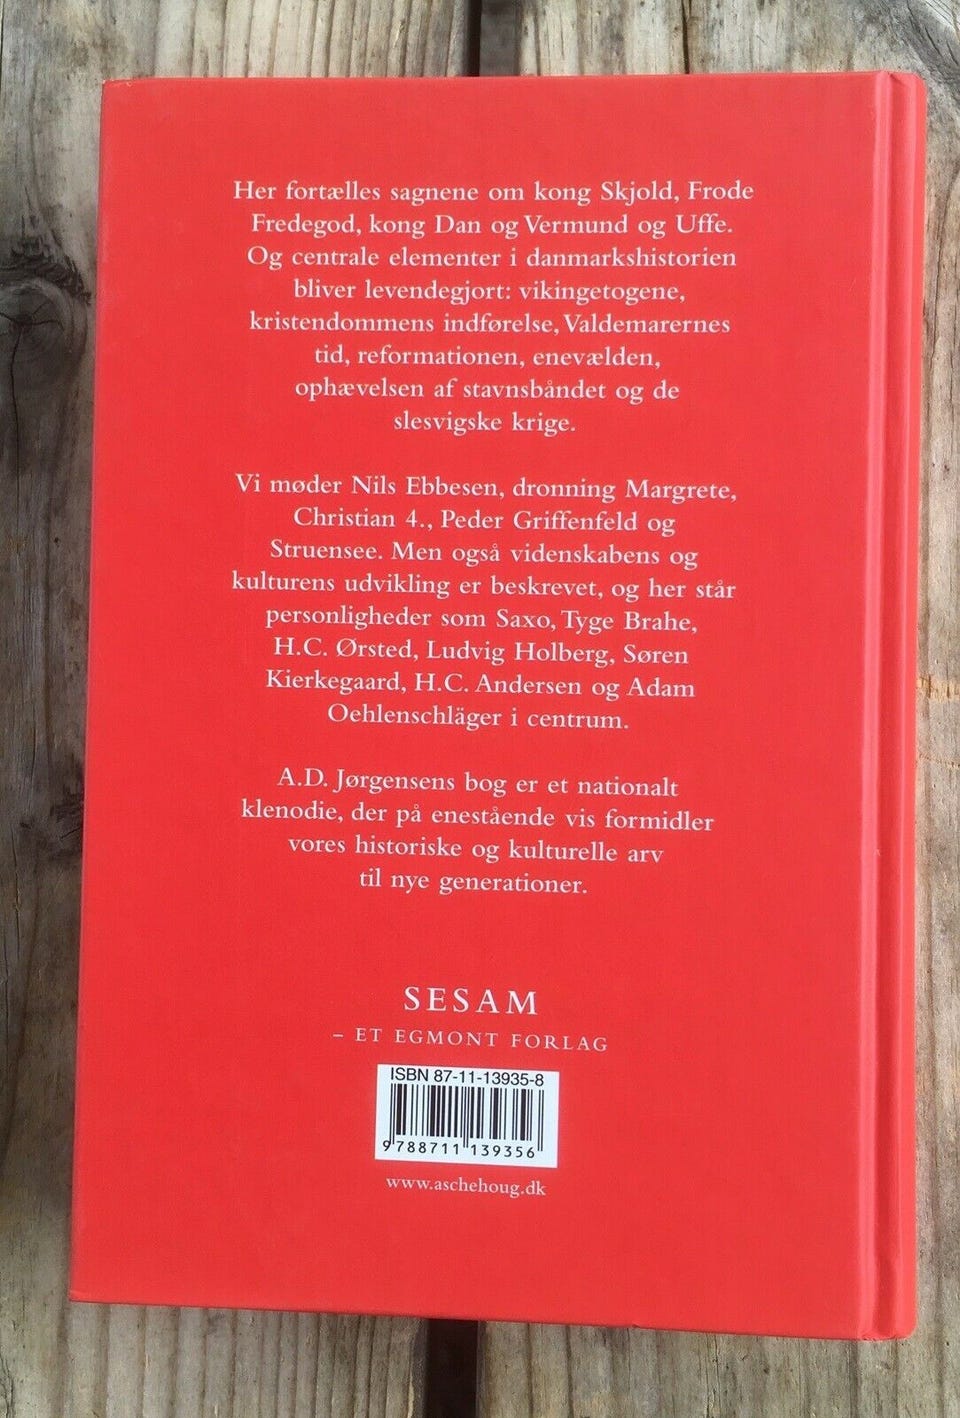 Her fortælles sagnene om kong Skjold, Frode
Fredegod, kong Dan og Vermund og Uffe.
Og centrale elementer i danmarkshistorien
bliver levendegjort: vikingetogene,
kristendommens indførelse, Valdemarernes
tid, reformationen, enevælden,
ophævelsen af stavnsbåndet og de
slesvigske krige.
Vi møder Nils Ebbesen, dronning Margrete,
Christian 4., Peder Griffenfeld og
Struensee. Men også videnskabens og
kulturens udvikling er beskrevet, og her står
personligheder som Saxo, Tyge Brahe,
H.C. Ørsted, Ludvig Holberg, Søren
Kierkegaard, H.C. Andersen og Adam
Oehlenschläger i centrum.
A.D. Jørgensens bog er et nationalt
klenodie, der på enestående vis formidler
vores historiske og kulturelle arv
til nye generationer.
SESAM
– ET EGMONT FORLAG
ISBN 87-11-13935-8
9 788711 139356
www.aschehoug.dk